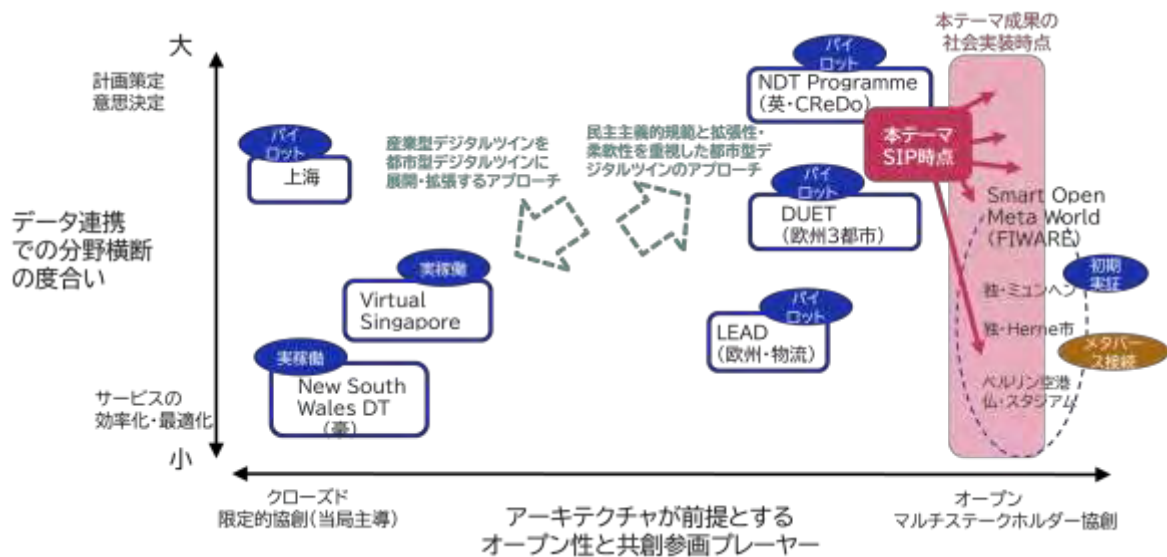 本テーマ成果の
社会実装時点
大
計画策定
意思決定
パイ
ロット
NDT Programme
(英・CReDo)
本テーマ
SIP時点
パイ
ロット
上海
産業型デジタルツインを
都市型デジタルツインに
展開・拡張するアプローチ
民主主義的規範と拡張性・
柔軟性を重視した都市型デ
ジタルツインのアプローチ
パイ
ロット
DUET
(欧州3都市)
Smart Open
Meta World
(FIWARE)
データ連携
での分野横断
の度合い
実稼働
Virtual
Singapore
初期
実証
独・ミュンヘン
パイ
ロット
LEAD
(欧州・物流)
独・Herne市
メタバー
ス接続
実稼働
New South
Wales DT
(豪)
ベルリン空港
仏・スタジアム
サービスの
効率化・最適化
小
クローズド
限定的協創(当局主導)
アーキテクチャが前提とする
オープン性と共創参画プレーヤー
オープン
マルチステークホルダー協創